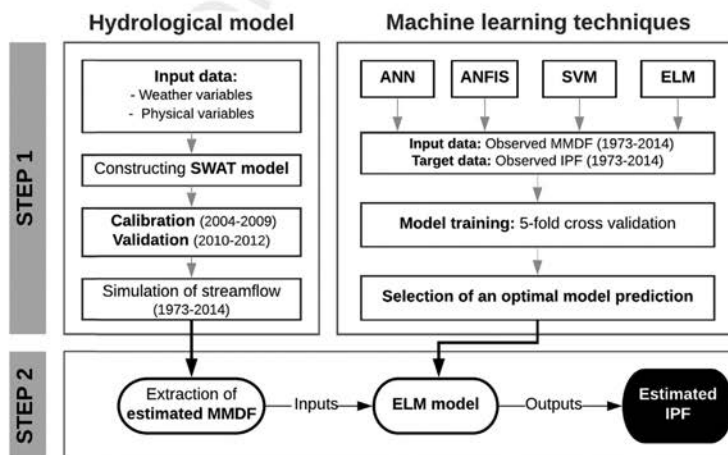 Hydrological model
Machine learning techniques
STEP 1
Input data:
- Weather variables
- Physical variables
Constructing SWAT model
Calibration (2004-2009)
Validation (2010-2012)
Simulation of streamflow
(1973-2014)
ANN
ANFIS
SVM
ELM
Input data: Observed MMDF (1973-2014)
Target data: Observed IPF (1973-2014)
Model training: 5-fold cross validation
Selection of an optimal model prediction
STEP 2
Extraction of
estimated MMDF
Inputs
ELM model
Outputs
Estimated
IPF